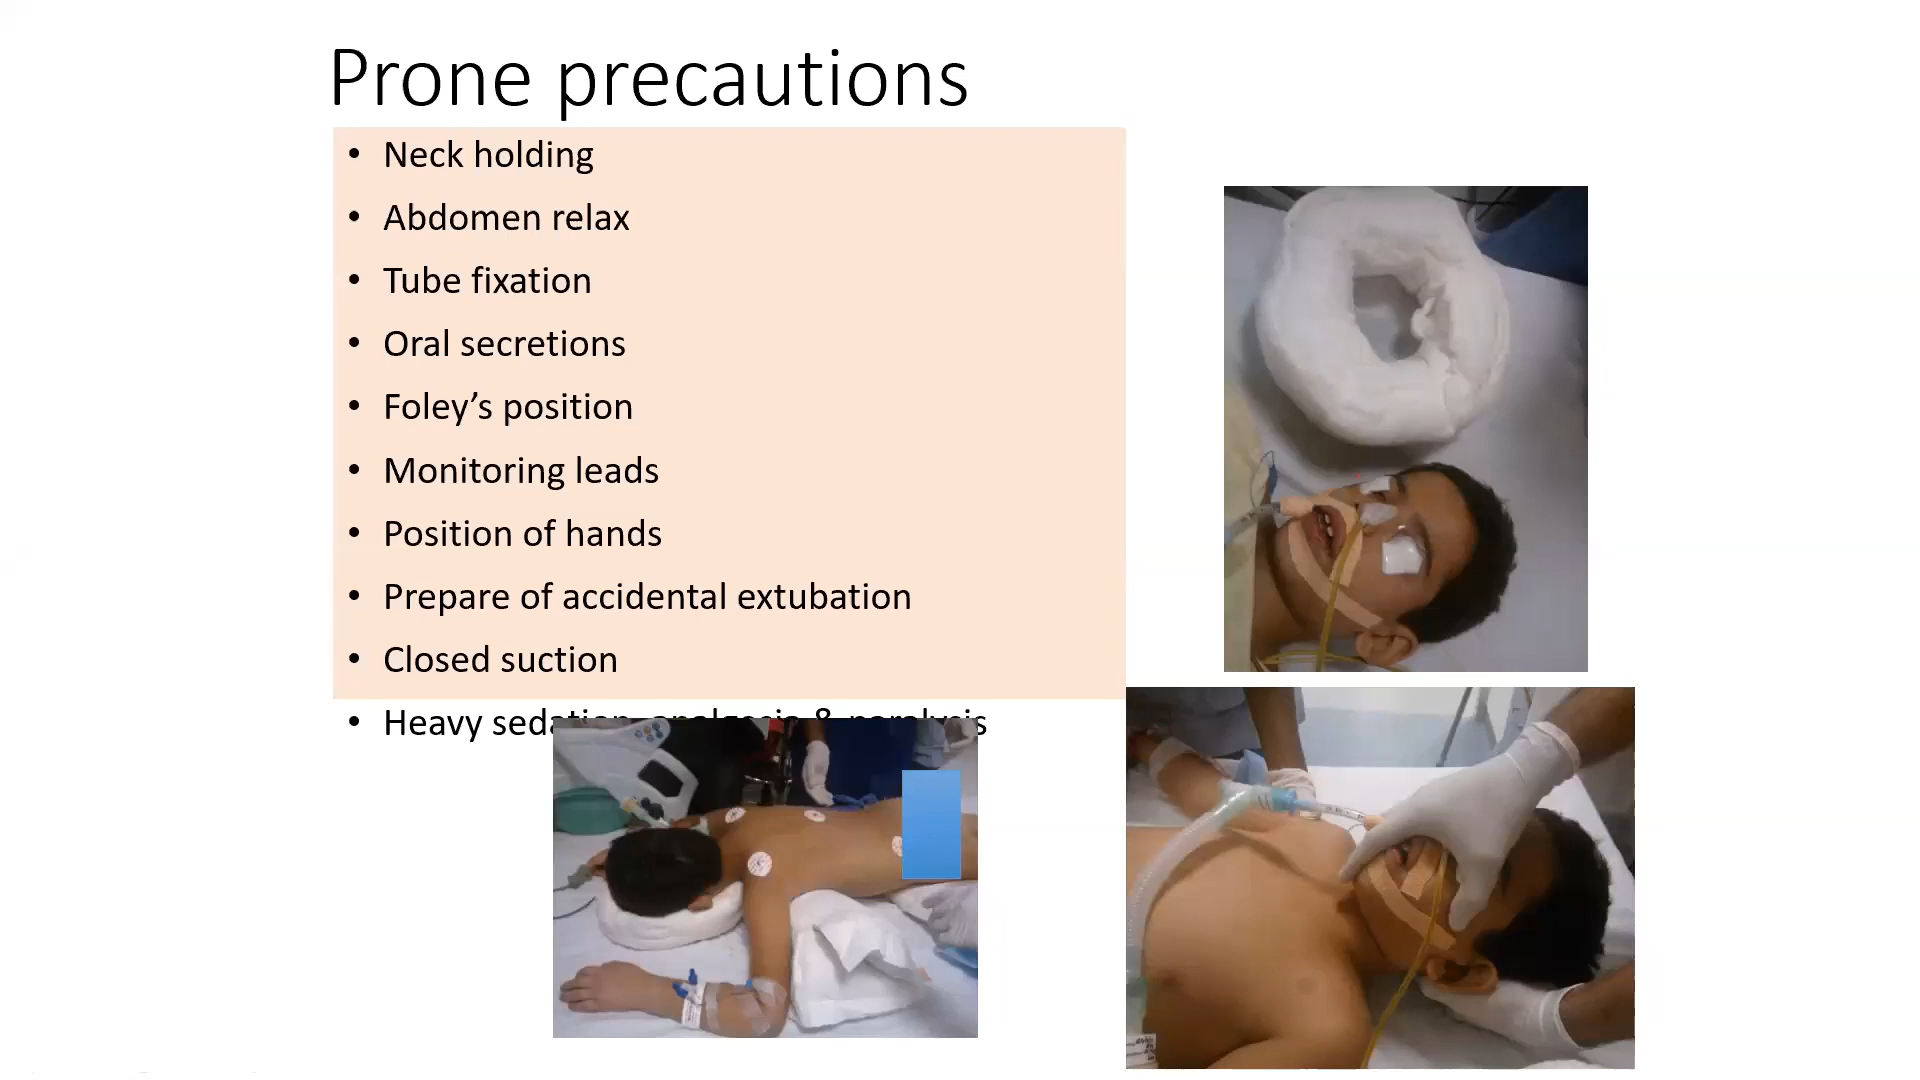 Prone precautions
• Neck holding
• Abdomen relax
• Tube fixation
• Oral secretions
• Foley’s position
• Monitoring leads
• Position of hands
• Prepare of accidental extubation
• Closed suction
• Heavy sedation, analgesia & paralysis